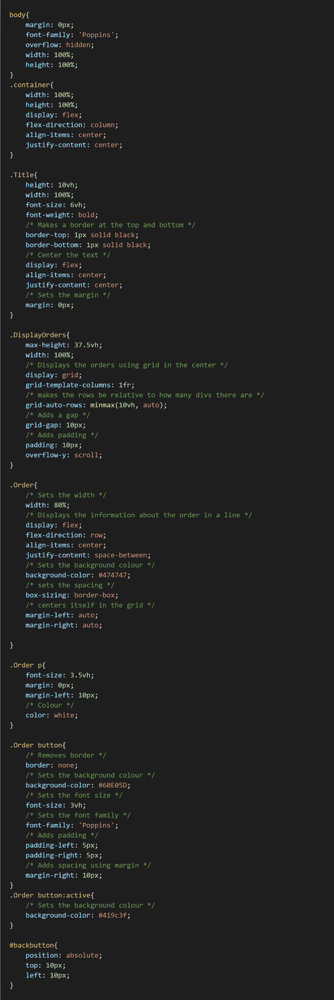 body{
    margin: 0px;
    font-family: 'Poppins';
    overflow: hidden;
    width: 100%;
    height: 100%;
}
.container{
    width: 100%;
    height: 100%;
    display: flex;
    flex-direction: column;
    align-items: center;
    justify-content: center;
}

.Title{
    height: 10vh;
    width: 100%;
    font-size: 6vh;
    font-weight: bold;
    /* Makes a border at the top and bottom */
    border-top: 1px solid black;
    border-bottom: 1px solid black;
    /* Center the text */
    display: flex;
    align-items: center;
    justify-content: center;
    /* Sets the margin */
    margin: 0px;
}

.DisplayOrders{
    max-height: 37.5vh;
    width: 100%;
    /* Displays the orders using grid in the center */
    display: grid;
    grid-template-columns: 1fr;
    /* makes the rows be relative to how many divs there are */
    grid-auto-rows: minmax(10vh, auto);
    /* Adds a gap */
    grid-gap: 10px;
    /* Adds padding */
    padding: 10px;
    overflow-y: scroll;
}

.Order{
    /* Sets the width */
    width: 80%;
    /* Displays the information about the order in a line */
    display: flex;
    flex-direction: row;
    align-items: center;
    justify-content: space-between;
    /* Sets the background colour */
    background-color: #474747;
    /* sets the spacing */
    box-sizing: border-box;
    /* centers itself in the grid */
    margin-left: auto;
    margin-right: auto;

}

.Order p{
    font-size: 3.5vh;
    margin: 0px;
    margin-left: 10px;
    /* Colour */
    color: white;
}

.Order button{
    /* Removes border */
    border: none;
    /* Sets the background colour */
    background-color: #60E05D;
    /* Sets the font size */
    font-size: 3vh;
    /* Sets the font family */
    font-family: 'Poppins';
    /* Adds padding */
    padding-left: 5px;
    padding-right: 5px;
    /* Adds spacing using margin */
    margin-right: 10px;
}
.Order button:active{
    /* Sets the background colour */
    background-color: #419c3f;
}

#backbutton{
    position: absolute;
    top: 10px;
    left: 10px;
}